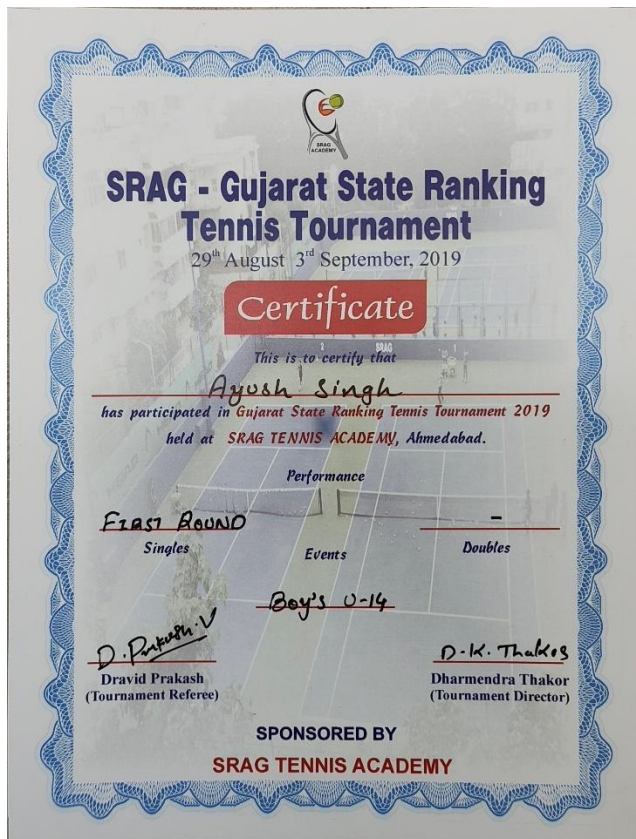 SRAG
ACADEMY
SRAG - Gujarat State Ranking
Tennis Tournament
29th August 3rd September, 2019
Certificate
2 SRAG 1
This is to certify that
Ayush Singh
has participated in Gujarat State Ranking Tennis Tournament 2019
held at SRAG TENNIS ACADEMY, Ahmedabad.
Performance
FIRST ROUND -
Singles Events Doubles
Boy's U-14
D. Prakash. V D.K. Thakor
Dravid Prakash Dharmendra Thakor
(Tournament Referee) (Tournament Director)
SPONSORED BY
SRAG TENNIS ACADEMY